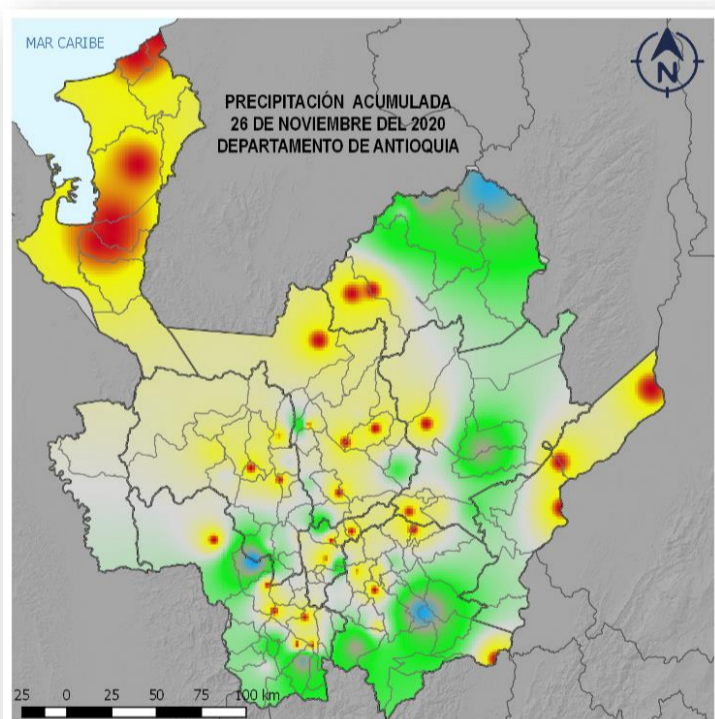 MAR CARIBE
N
PRECIPITACIÓN ACUMULADA
26 DE NOVIEMBRE DEL 2020
DEPARTAMENTO DE ANTIOQUIA
25 0 25 50 75 100 km